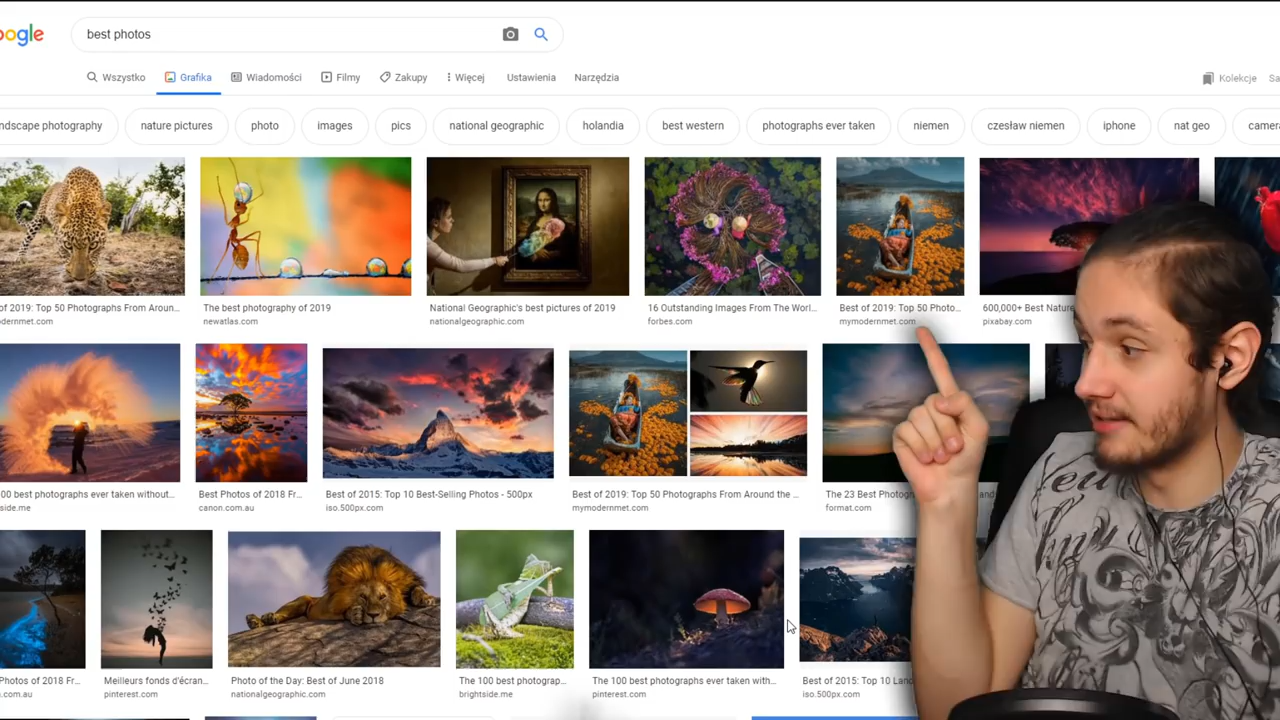 oogle
best photos
Wszystko Grafika Wiadomości Filmy Zakupy Więcej Ustawienia Narzędzia
Kolekcje
ndscape photography nature pictures photo images pics national geographic holandia best western photographs ever taken niemen czesław niemen iphone nat geo camera
of 2019: Top 50 Photographs From Aroun...
dernmet.com
The best photography of 2019
newatlas.com
National Geographic's best pictures of 2019
nationalgeographic.com
16 Outstanding Images From The Worl...
forbes.com
Best of 2019: Top 50 Photo...
mymodernmet.com
600,000+ Best Nature
pixabay.com
00 best photographs ever taken without...
side.me
Best Photos of 2018 Fr...
canon.com.au
Best of 2015: Top 10 Best-Selling Photos - 500px
iso.500px.com
Best of 2019: Top 50 Photographs From Around the ...
mymodernmet.com
The 23 Best Photog
format.com
Photos of 2018 Fr...
n.com.au
Meilleurs fonds d'écran...
pinterest.com
Photo of the Day: Best of June 2018
nationalgeographic.com
The 100 best photograp...
brightside.me
The 100 best photographs ever taken with...
pinterest.com
Best of 2015: Top 10 Lan
iso.500px.com